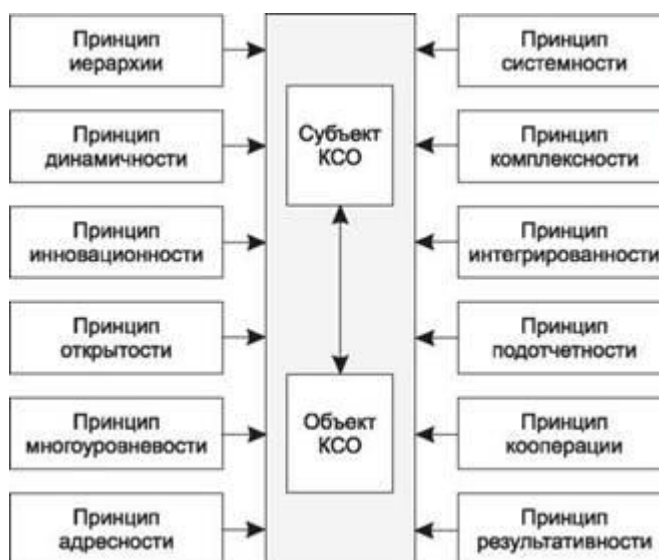 Принцип
иерархии
Принцип
динамичности
Принцип
инновационности
Принцип
открытости
Принцип
многоуровневости
Принцип
адресности
Субъект
КСО
Объект
КСО
Принцип
системности
Принцип
комплексности
Принцип
интегрированности
Принцип
подотчетности
Принцип
кооперации
Принцип
результативности